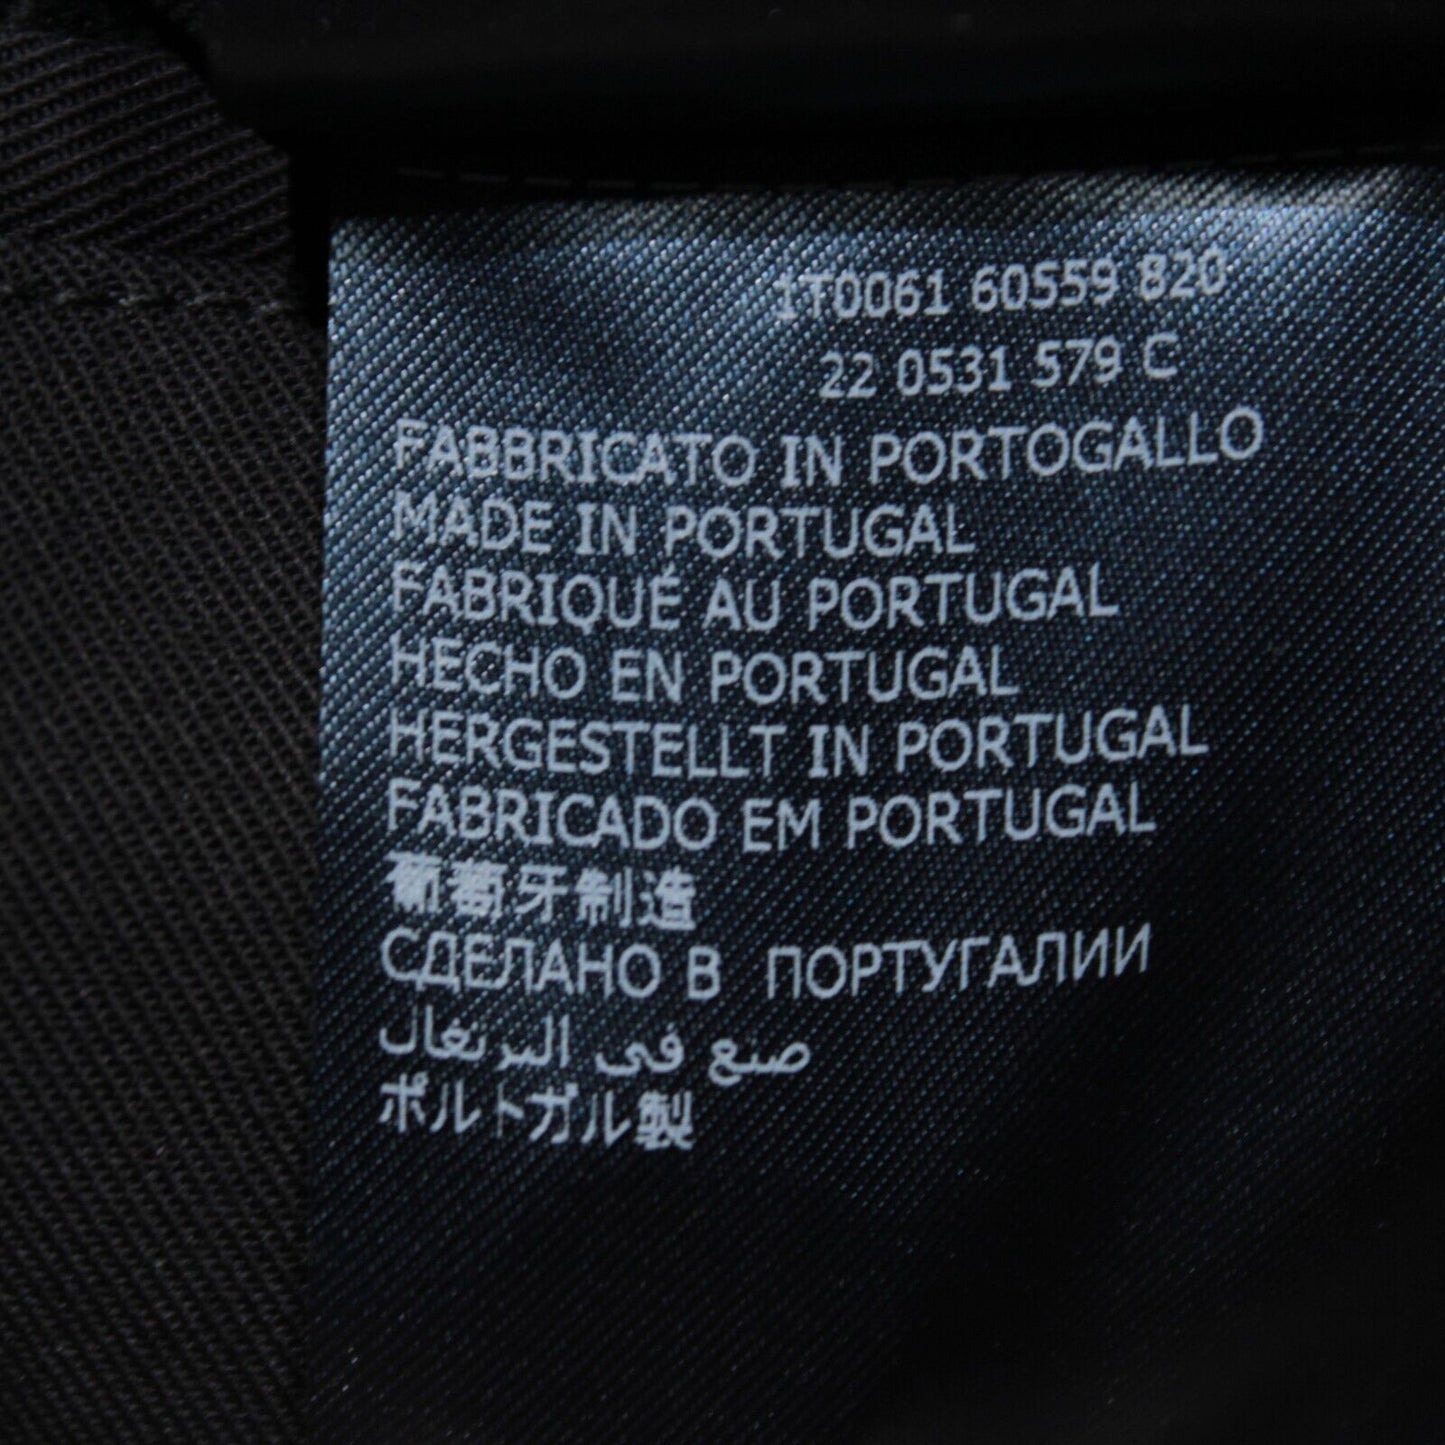 1T0061 60559 820
22 0531 579 C
FABBRICATO IN PORTOGALLO
MADE IN PORTUGAL
FABRIQUÉ AU PORTUGAL
HECHO EN PORTUGAL
HERGESTELLT IN PORTUGAL
FABRICADO EM PORTUGAL
葡萄牙制造
СДЕЛАНО В ПОРТУГАЛИИ
صنع في البرتغال
ポルトガル製